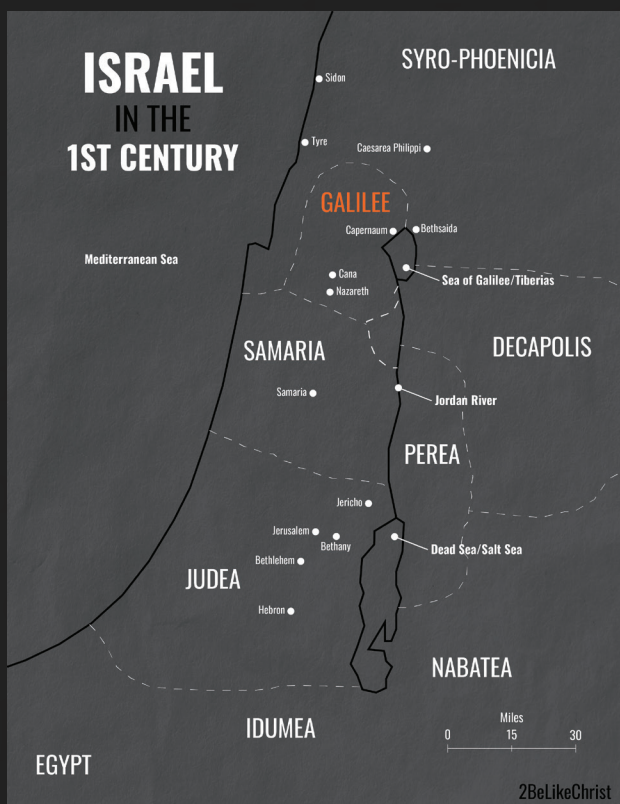 ISRAEL
IN THE
1ST CENTURY
SYRO-PHOENICIA
Sidon
Tyre
Caesarea Philippi
GALILEE
Capernaum
Bethsaida
Mediterranean Sea
Cana
Sea of Galilee/Tiberias
Nazareth
SAMARIA
DECAPOLIS
Samaria
Jordan River
PEREA
Jericho
Jerusalem
Bethany
Dead Sea/Salt Sea
Bethlehem
JUDEA
Hebron
NABATEA
IDUMEA
Miles
0 15 30
EGYPT
2BeLikeChrist